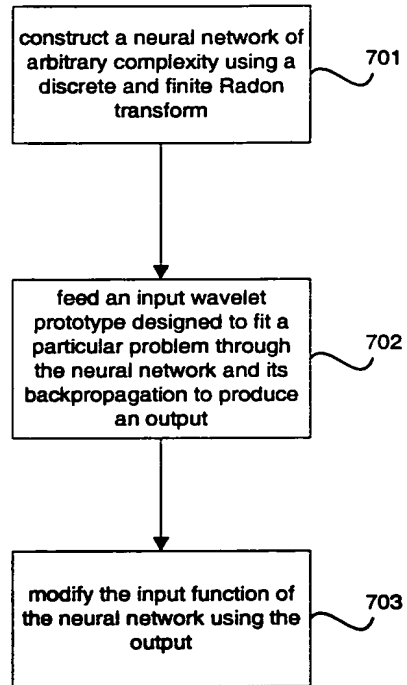 construct a neural network of
arbitrary complexity using a
discrete and finite Radon
transform
701
feed an input wavelet
prototype designed to fit a
particular problem through
the neural network and its
backpropagation to produce
an output
702
modify the input function of
the neural network using the
output
703